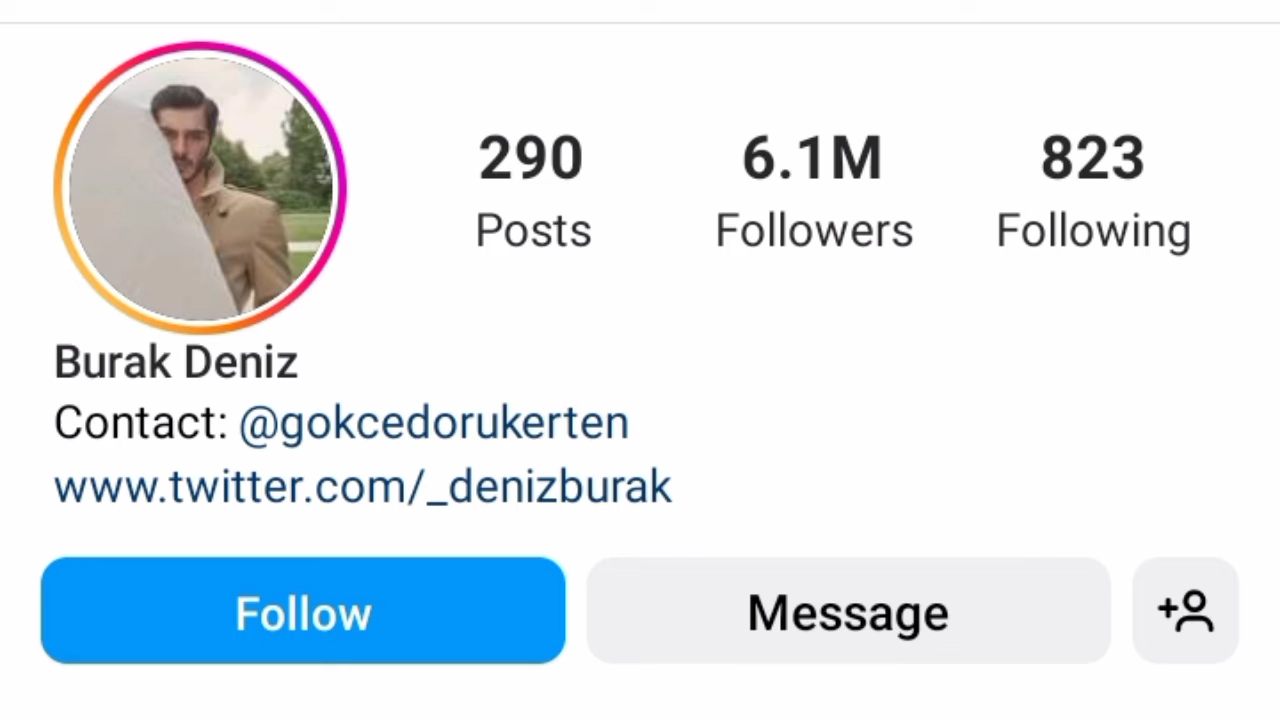 290 6.1M 823
Posts Followers Following
Burak Deniz
Contact: @gokcedorukerten
www.twitter.com/_denizburak
Follow Message